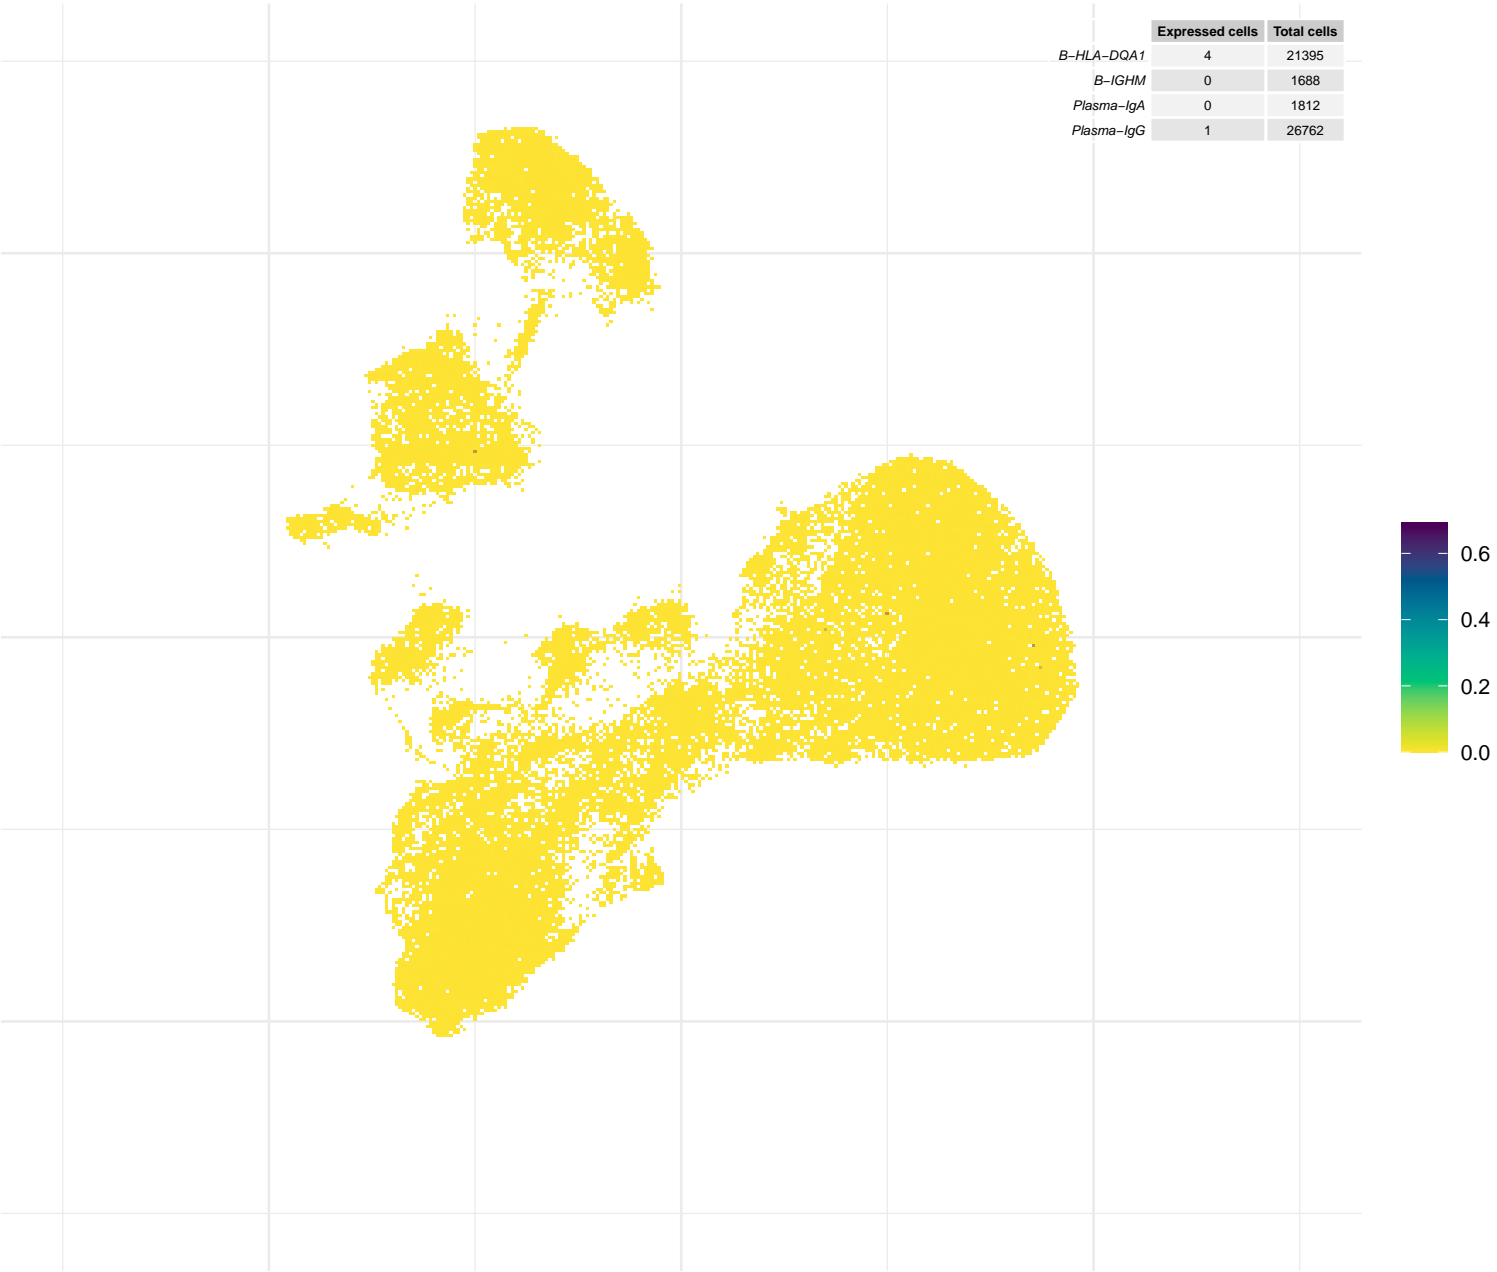 Expressed cells Total cells
B−HLA−DQA1 4 21395
B−IGHM 0 1688
Plasma−IgA 0 1812
Plasma−IgG 1 26762
0.6
0.4
0.2
0.0